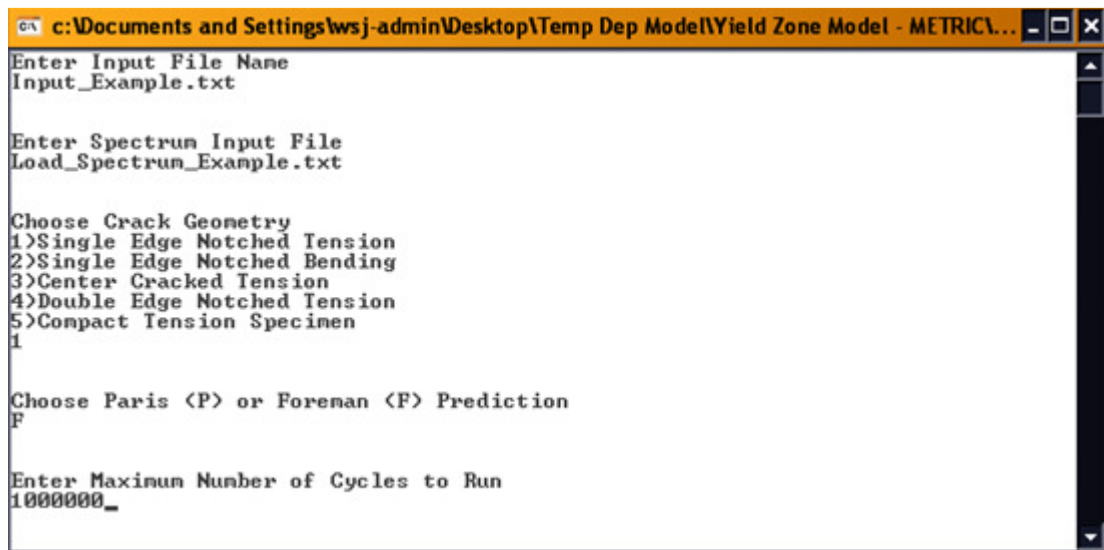 c:\Documents and Settings\wsj-admin\Desktop\Temp Dep Model\Yield Zone Model - METRIC\...
Enter Input File Name
Input_Example.txt
Enter Spectrum Input File
Load_Spectrum_Example.txt
Choose Crack Geometry
1)Single Edge Notched Tension
2)Single Edge Notched Bending
3)Center Cracked Tension
4)Double Edge Notched Tension
5)Compact Tension Specimen
1
Choose Paris (P) or Foreman (F) Prediction
F
Enter Maximum Number of Cycles to Run
1000000_